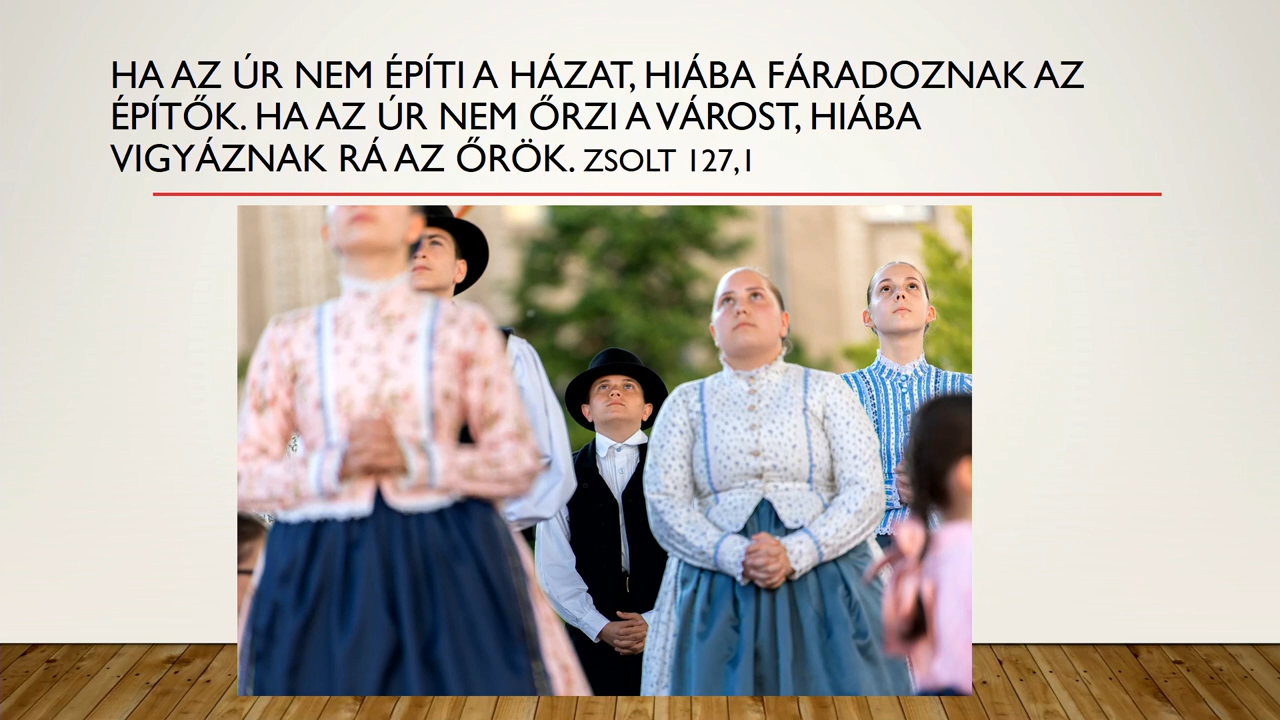 HA AZ ÚR NEM ÉPÍTI A HÁZAT, HIÁBA FÁRADOZNAK AZ
ÉPÍTŐK. HA AZ ÚR NEM ŐRZI A VÁROST, HIÁBA
VIGYÁZNAK RÁ AZ ŐRÖK. ZSOLT 127,1